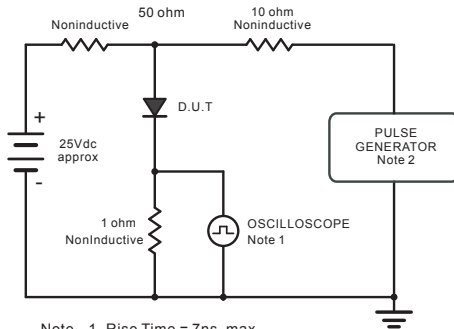 50 ohm
Noninductive
10 ohm
Noninductive
D.U.T
+
25Vdc
approx
-
PULSE
GENERATOR
Note 2
1 ohm
NonInductive
OSCILLOSCOPE
Note 1
Note 1. Rise Time = 7ns max.